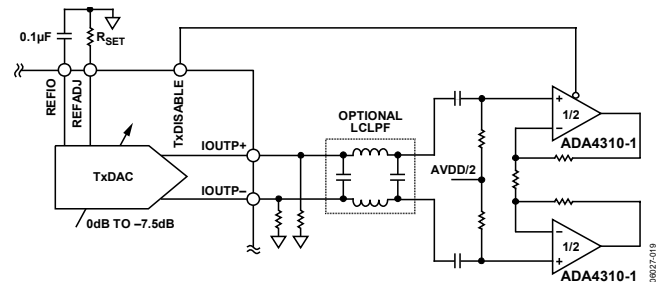 0.1µF
RSET
REFIO
REFADJ
TxDISABLE
IOUTP+
IOUTP–
TxDAC
0dB TO –7.5dB
OPTIONAL
LCLPF
AVDD/2
+
1/2
–
ADA4310-1
–
1/2
+
ADA4310-1
06027-019